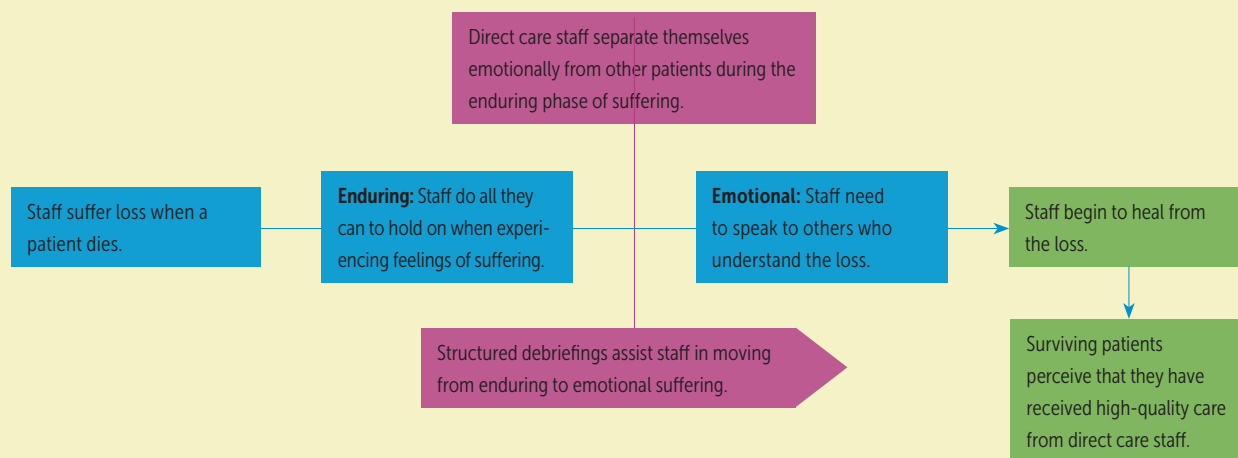 Direct care staff separate themselves
emotionally from other patients during the
enduring phase of suffering.
Staff suffer loss when a
patient dies.
Enduring: Staff do all they
can to hold on when experi-
encing feelings of suffering.
Emotional: Staff need
to speak to others who
understand the loss.
Staff begin to heal from
the loss.
Structured debriefings assist staff in moving
from enduring to emotional suffering.
Surviving patients
perceive that they have
received high-quality care
from direct care staff.